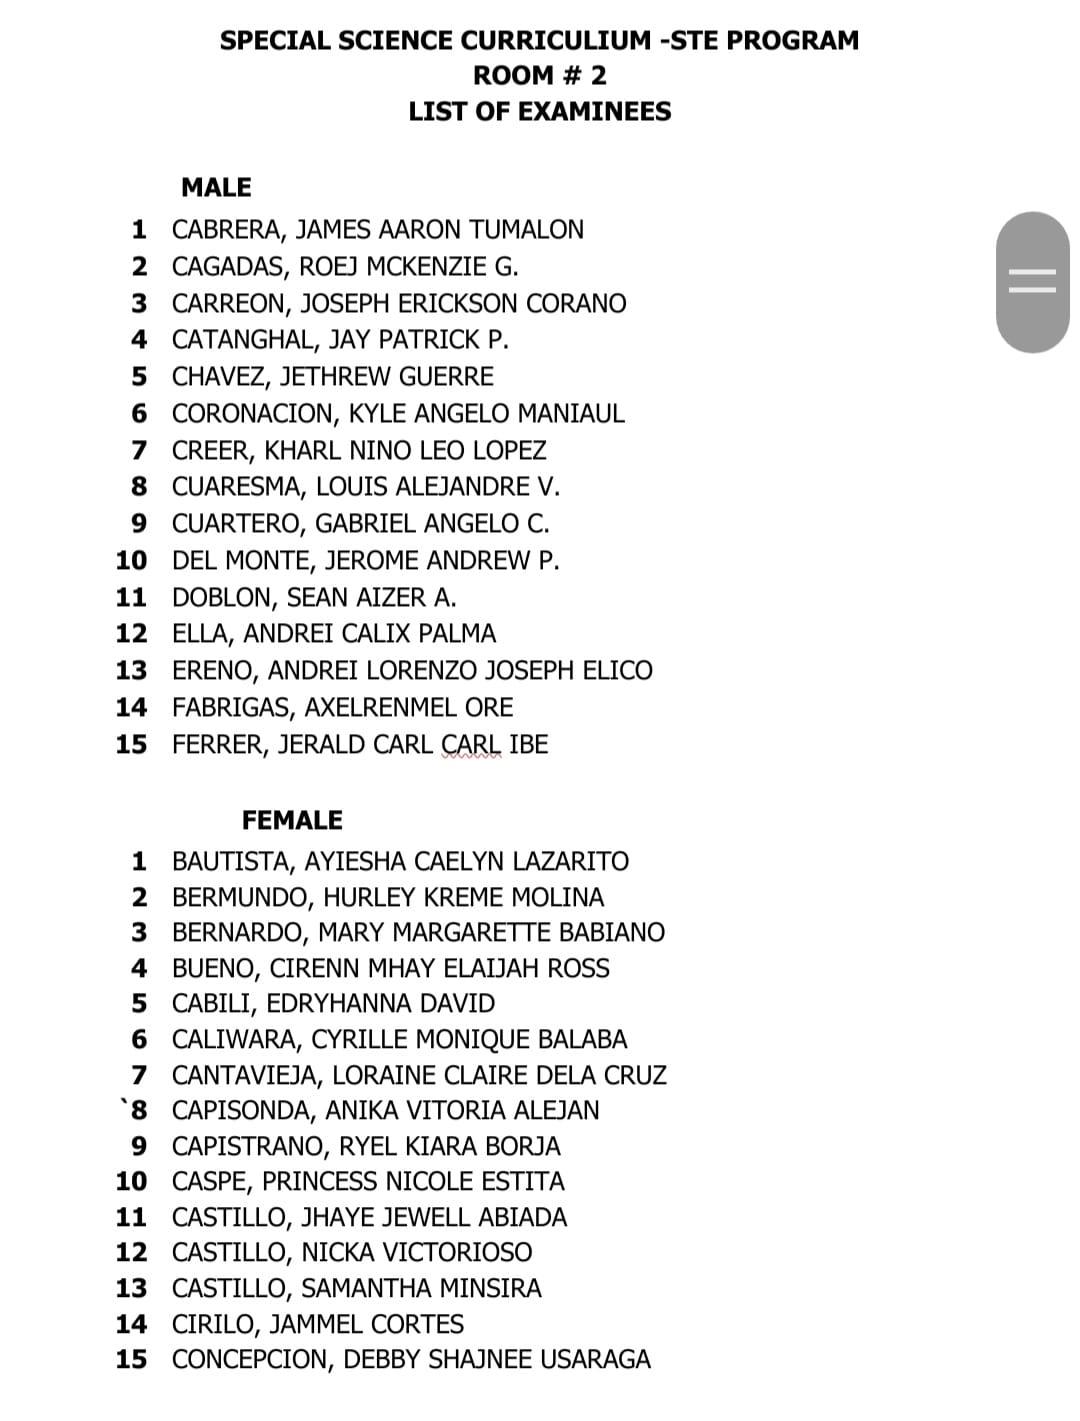 SPECIAL SCIENCE CURRICULIUM -STE PROGRAM
ROOM # 2
LIST OF EXAMINEES
MALE
1 CABRERA, JAMES AARON TUMALON
2 CAGADAS, ROEJ MCKENZIE G.
3 CARREON, JOSEPH ERICKSON CORANO
4 CATANGHAL, JAY PATRICK P.
5 CHAVEZ, JETHREW GUERRE
6 CORONACION, KYLE ANGELO MANIAUL
7 CREER, KHARL NINO LEO LOPEZ
8 CUARESMA, LOUIS ALEJANDRE V.
9 CUARTERO, GABRIEL ANGELO C.
10 DEL MONTE, JEROME ANDREW P.
11 DOBLON, SEAN AIZER A.
12 ELLA, ANDREI CALIX PALMA
13 ERENO, ANDREI LORENZO JOSEPH ELICO
14 FABRIGAS, AXELRENMEL ORE
15 FERRER, JERALD CARL CARL IBE
FEMALE
1 BAUTISTA, AYIESHA CAELYN LAZARITO
2 BERMUNDO, HURLEY KREME MOLINA
3 BERNARDO, MARY MARGARETTE BABIANO
4 BUENO, CIRENN MHAY ELAIJAH ROSS
5 CABILI, EDRYHANNA DAVID
6 CALIWARA, CYRILLE MONIQUE BALABA
7 CANTAVIEJA, LORAINE CLAIRE DELA CRUZ
`8 CAPISONDA, ANIKA VITORIA ALEJAN
9 CAPISTRANO, RYEL KIARA BORJA
10 CASPE, PRINCESS NICOLE ESTITA
11 CASTILLO, JHAYE JEWELL ABIADA
12 CASTILLO, NICKA VICTORIOSO
13 CASTILLO, SAMANTHA MINSIRA
14 CIRILO, JAMMEL CORTES
15 CONCEPCION, DEBBY SHAJNEE USARAGA